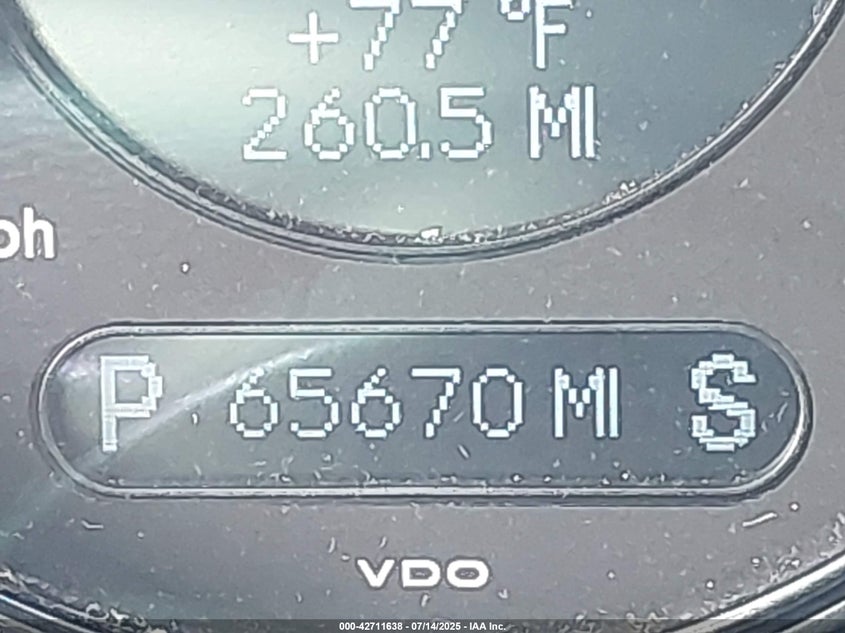 +77 °F
260.5 MI
ph
P 65670 MI S
VDO
000-42711638 - 07/14/2025 - IAA Inc.